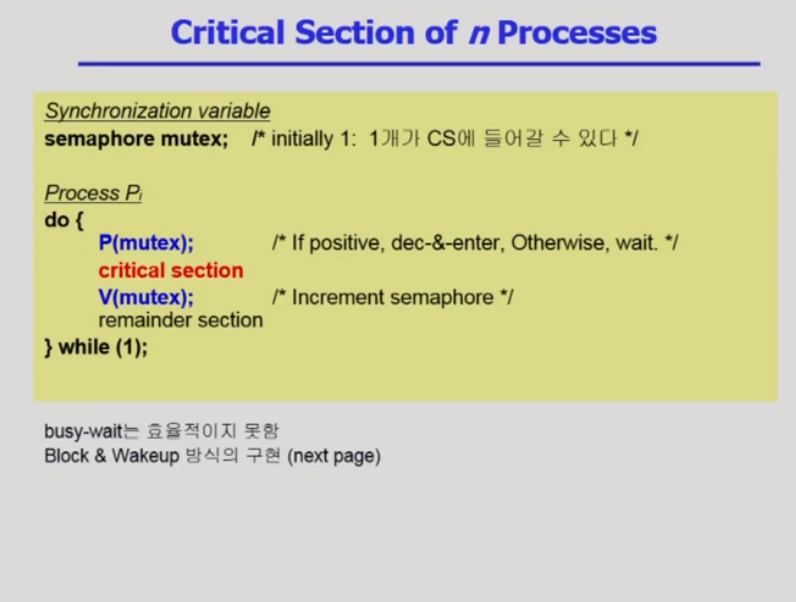 Critical Section of n Processes
Synchronization variable
semaphore mutex; /* initially 1: 1개가 CS에 들어갈 수 있다 */
Process Pi
do {
P(mutex); /* If positive, dec-&-enter, Otherwise, wait. */
critical section
V(mutex); /* Increment semaphore */
remainder section
} while (1);
busy-wait는 효율적이지 못함
Block & Wakeup 방식의 구현 (next page)